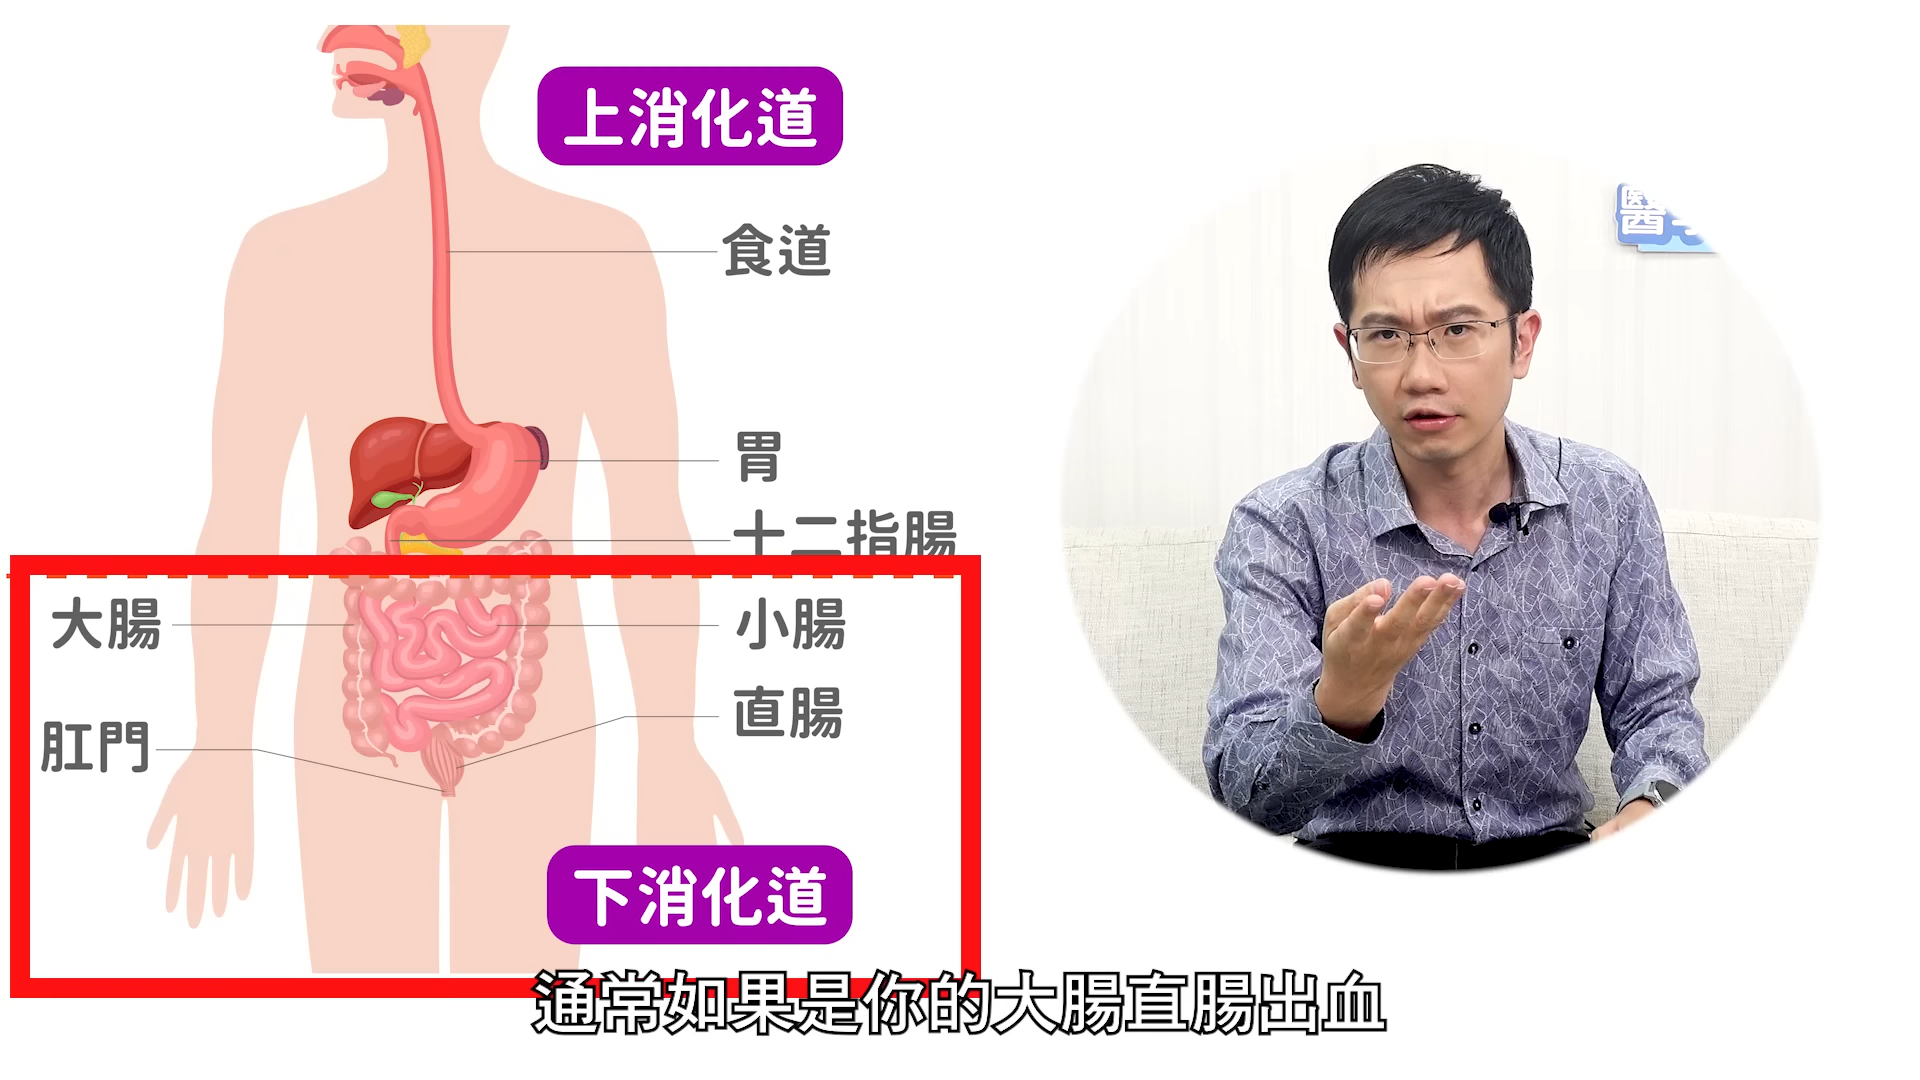 上消化道
食道
胃
十二指腸
大腸
小腸
直腸
肛門
下消化道
通常如果是你的大腸直腸出血
醫